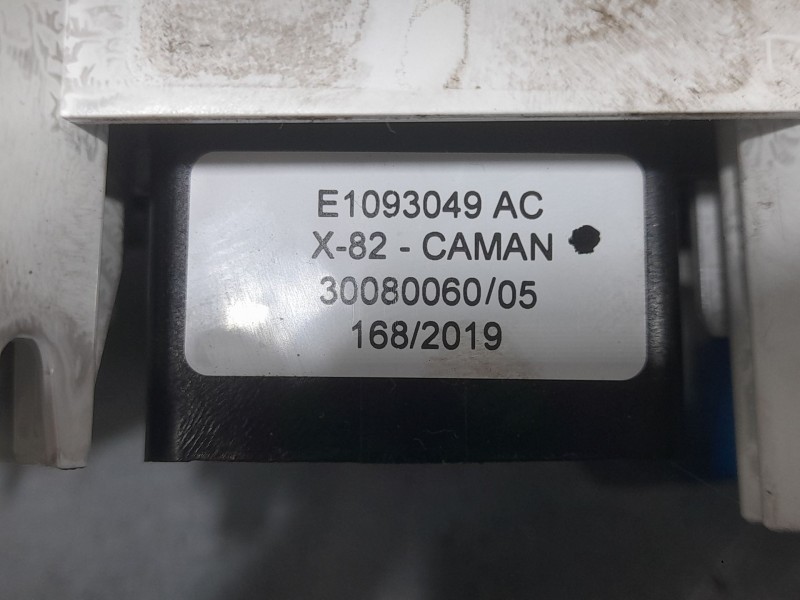 E1093049 AC
X-82 - CAMAN
30080060/05
168/2019